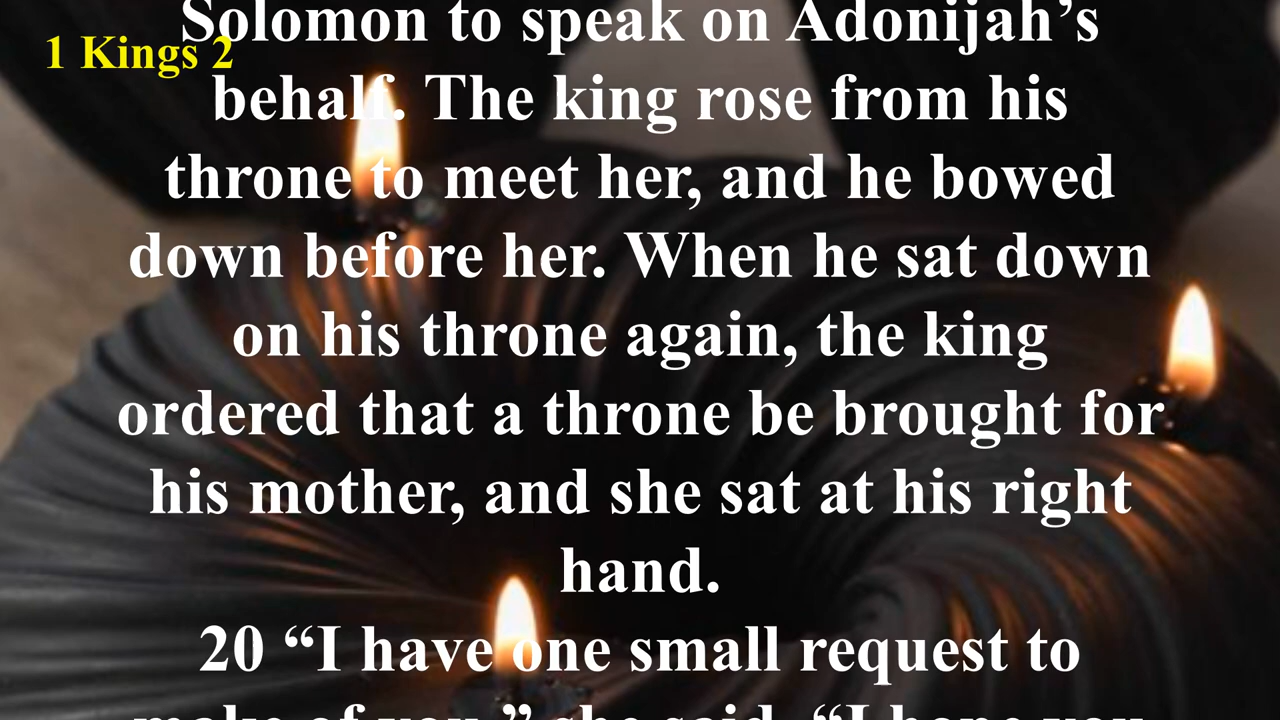 Solomon to speak on Adonijah’s
1 Kings 2
behalf. The king rose from his
throne to meet her, and he bowed
down before her. When he sat down
on his throne again, the king
ordered that a throne be brought for
his mother, and she sat at his right
hand.
20 “I have one small request to
make of you,” she said. “I hope you